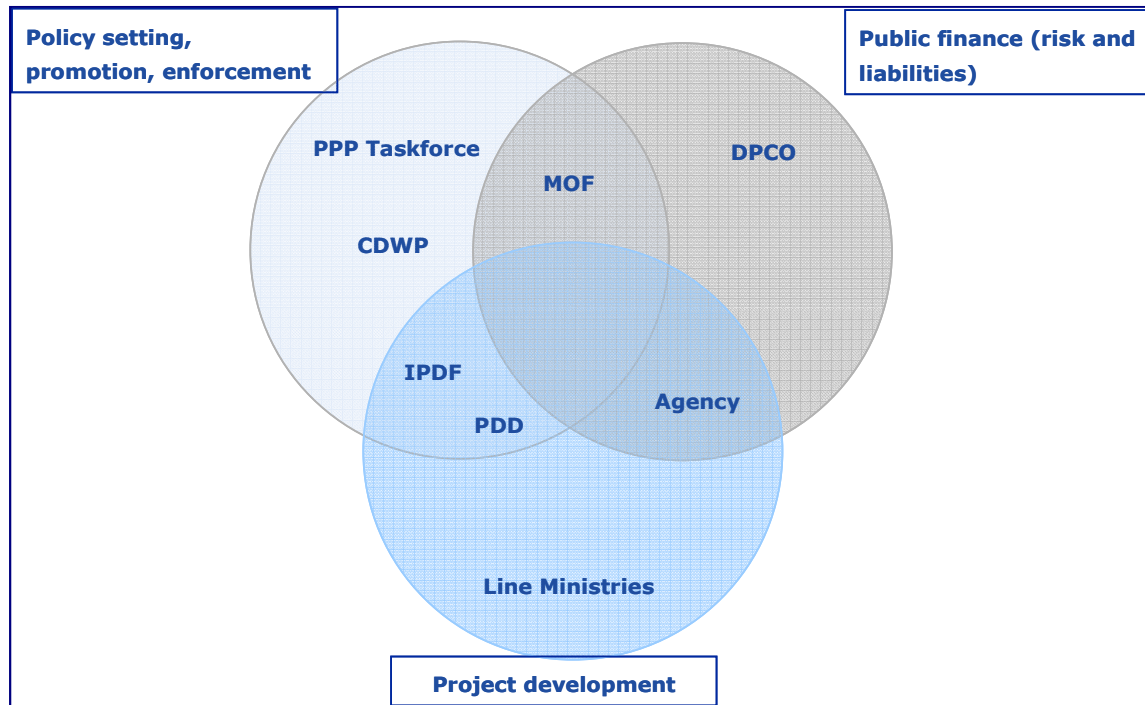 Policy setting,
promotion, enforcement
Public finance (risk and
liabilities)
PPP Taskforce
DPCO
MOF
CDWP
IPDF
Agency
PDD
Line Ministries
Project development